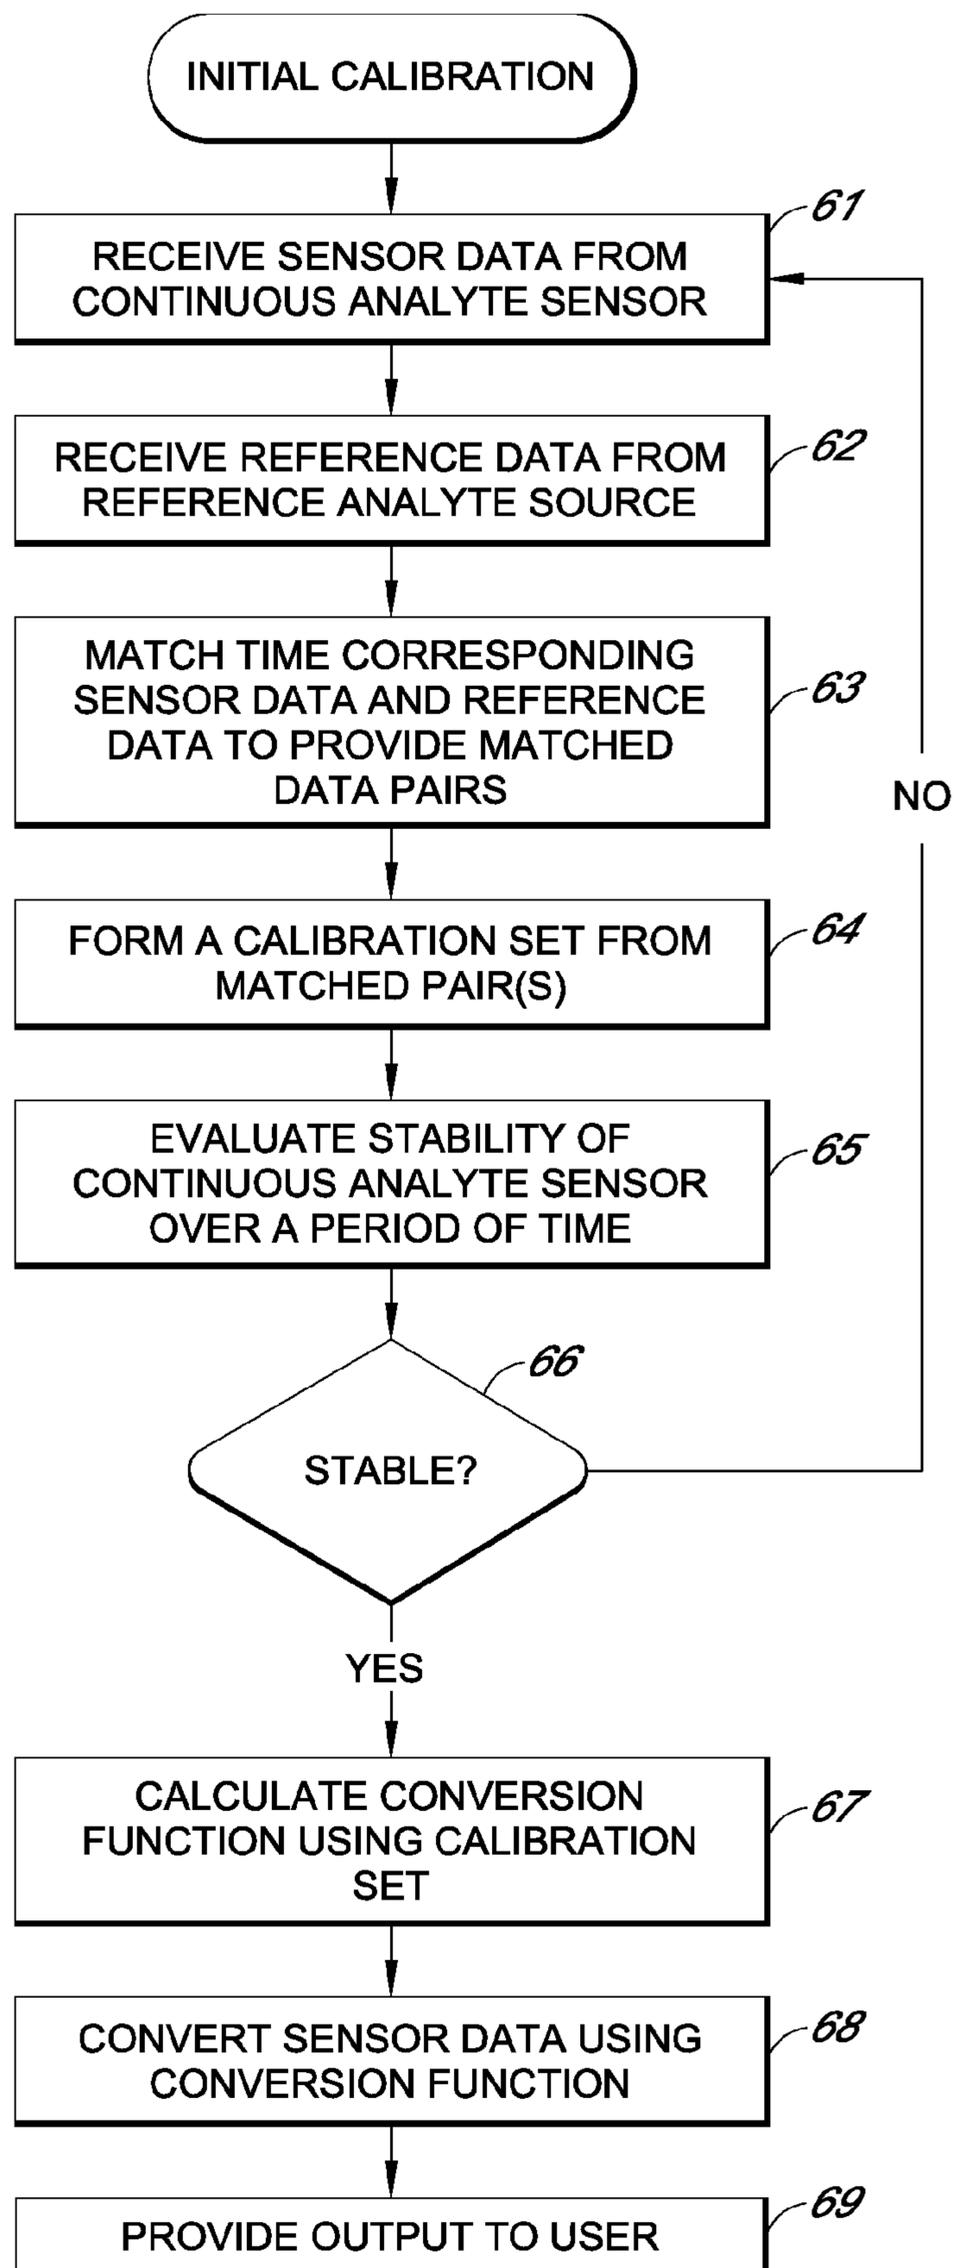 INITIAL CALIBRATION
61
RECEIVE SENSOR DATA FROM
CONTINUOUS ANALYTE SENSOR
62
RECEIVE REFERENCE DATA FROM
REFERENCE ANALYTE SOURCE
63
MATCH TIME CORRESPONDING
SENSOR DATA AND REFERENCE
DATA TO PROVIDE MATCHED
DATA PAIRS
NO
64
FORM A CALIBRATION SET FROM
MATCHED PAIR(S)
65
EVALUATE STABILITY OF
CONTINUOUS ANALYTE SENSOR
OVER A PERIOD OF TIME
66
STABLE?
YES
67
CALCULATE CONVERSION
FUNCTION USING CALIBRATION
SET
68
CONVERT SENSOR DATA USING
CONVERSION FUNCTION
69
PROVIDE OUTPUT TO USER